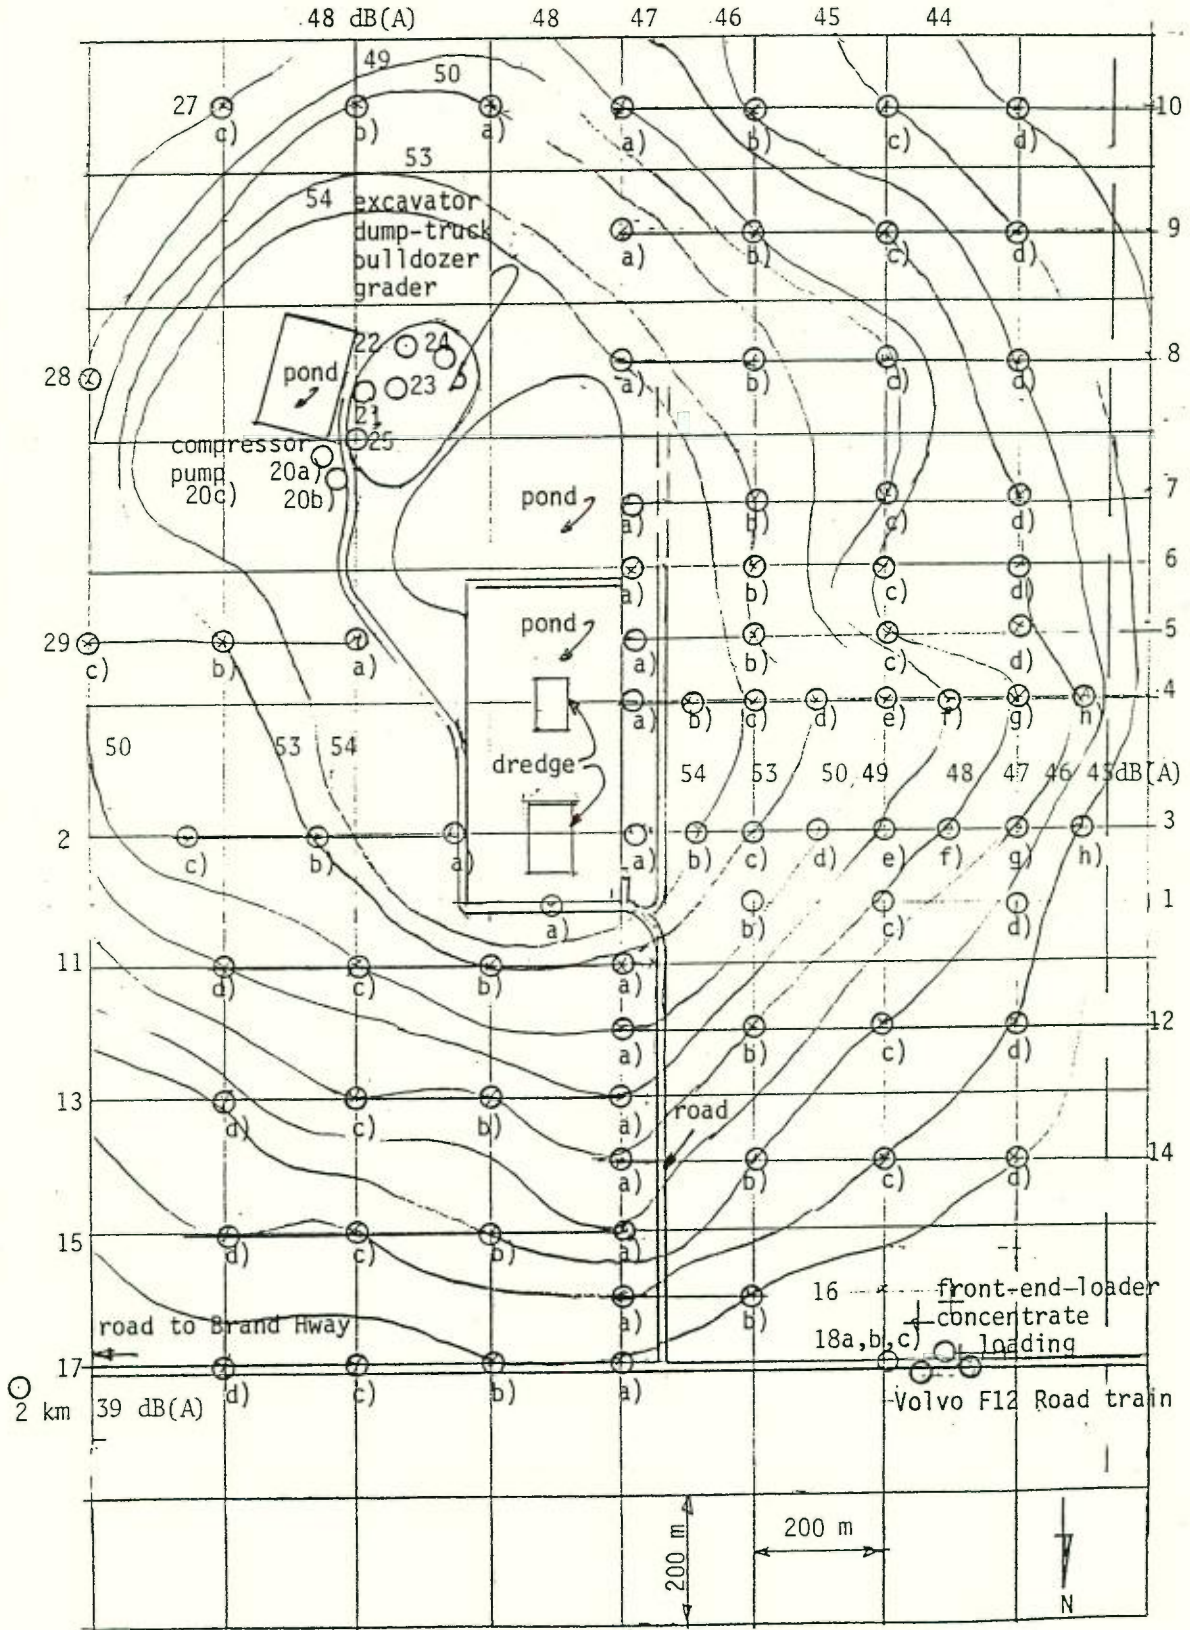 48 dB(A) 48 47 46 45 44
49
50
27 10
c) b) a) a) b) c) d)
53
54 excavator
dump-truck 9
bulldozer a) b) c) d)
grader
22 24 8
28 pond 23 a) b) d) d)
21
25
compressor
pump 20a) 7
20c) 20b) pond a) b) c) d)
6
a) b) c) d)
pond
29 5
c) b) a) a) b) c) d)
4
a) b) c) d) e) f) g) h
50 53 54 dredge 54 53 50 49 48 47 46 45dB(A)
2 3
c) b) a) a) b) c) d) e) f) g) h)
1
a) b) c) d)
11
d) c) b) a)
12
a) b) c) d)
13 road
d) c) b) a)
14
a) b) c) d)
15
d) c) b) a)
16 front-end-loader
a) b) concentrate
road to Brand Hway 18a,b,c) loading
17
d) c) b) a)
2 km 39 dB(A) Volvo F12 Road train
200 m
200 m
N